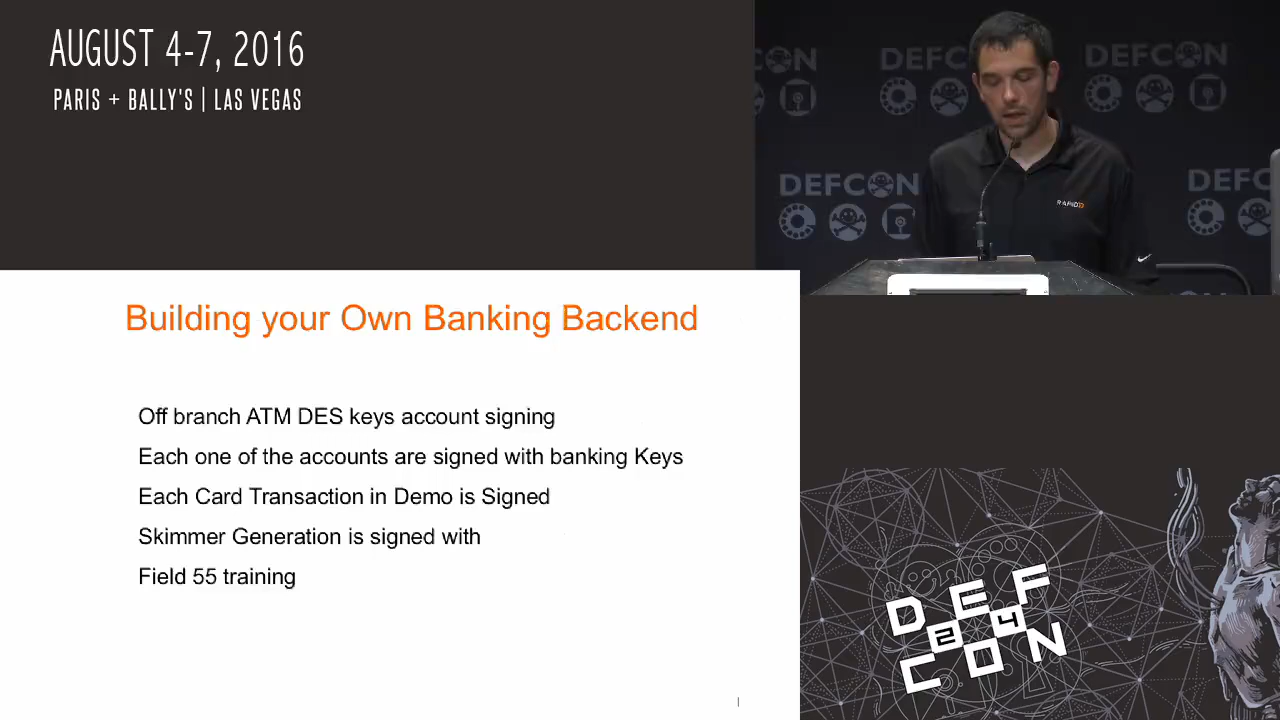 AUGUST 4-7, 2016
PARIS + BALLY'S | LAS VEGAS
DEFCON
DEFCON
DEFCON
DEFCON
DEFC
RAPID7
Building your Own Banking Backend
Off branch ATM DES keys account signing
Each one of the accounts are signed with banking Keys
Each Card Transaction in Demo is Signed
Skimmer Generation is signed with
Field 55 training
DEF
24
CON